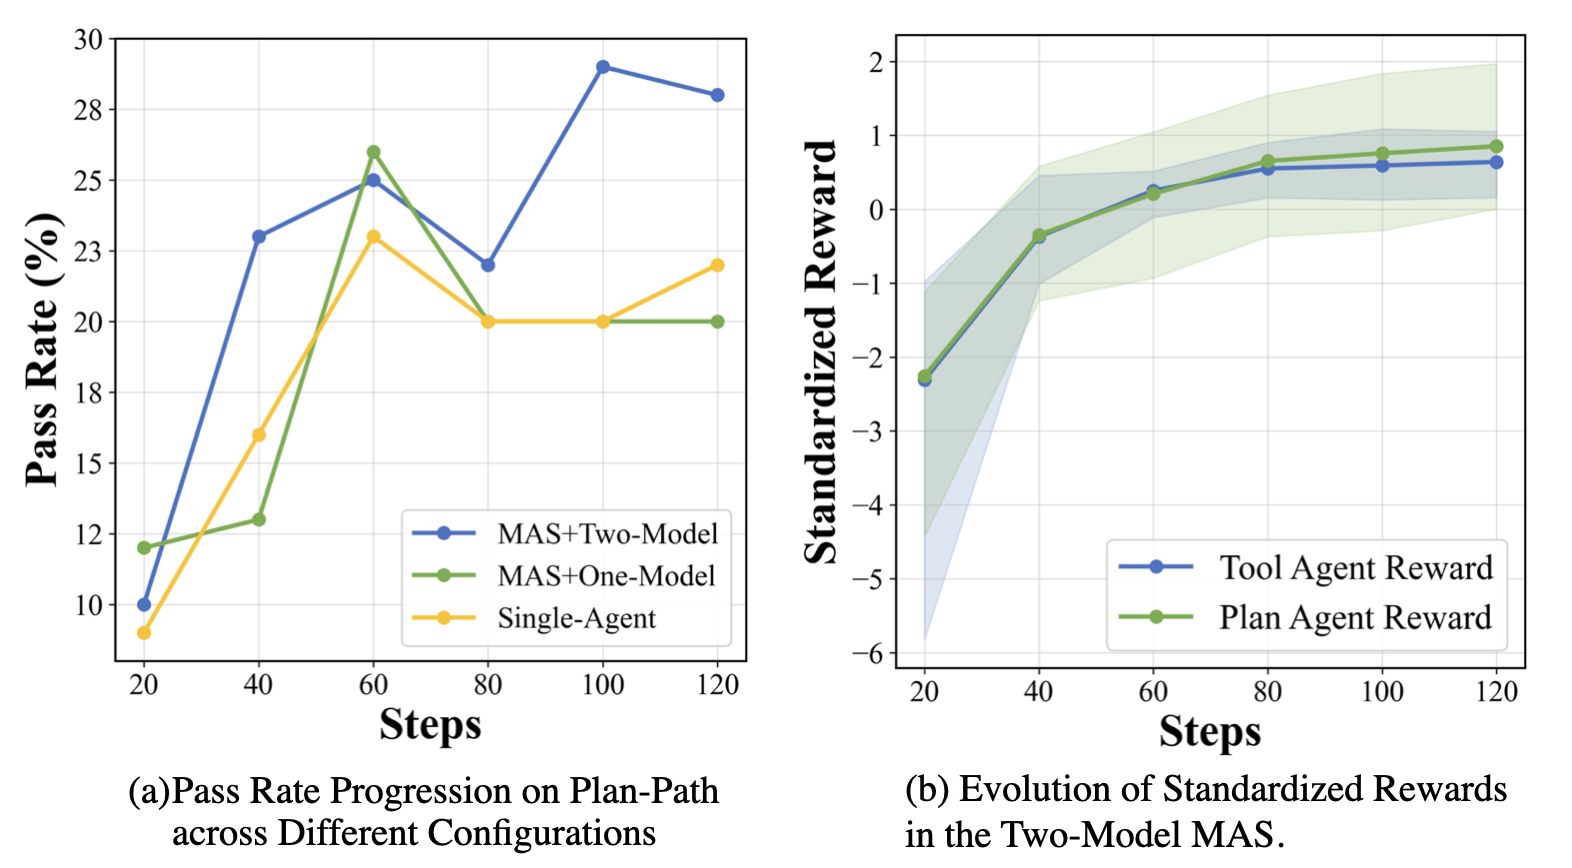 Pass Rate (%)
30
28
25
23
20
18
15
12
10
MAS+Two-Model
MAS+One-Model
Single-Agent
20 40 60 80 100 120
Steps
(a)Pass Rate Progression on Plan-Path
across Different Configurations
Standardized Reward
2
1
0
−1
−2
−3
−4
−5
−6
Tool Agent Reward
Plan Agent Reward
20 40 60 80 100 120
Steps
(b) Evolution of Standardized Rewards
in the Two-Model MAS.